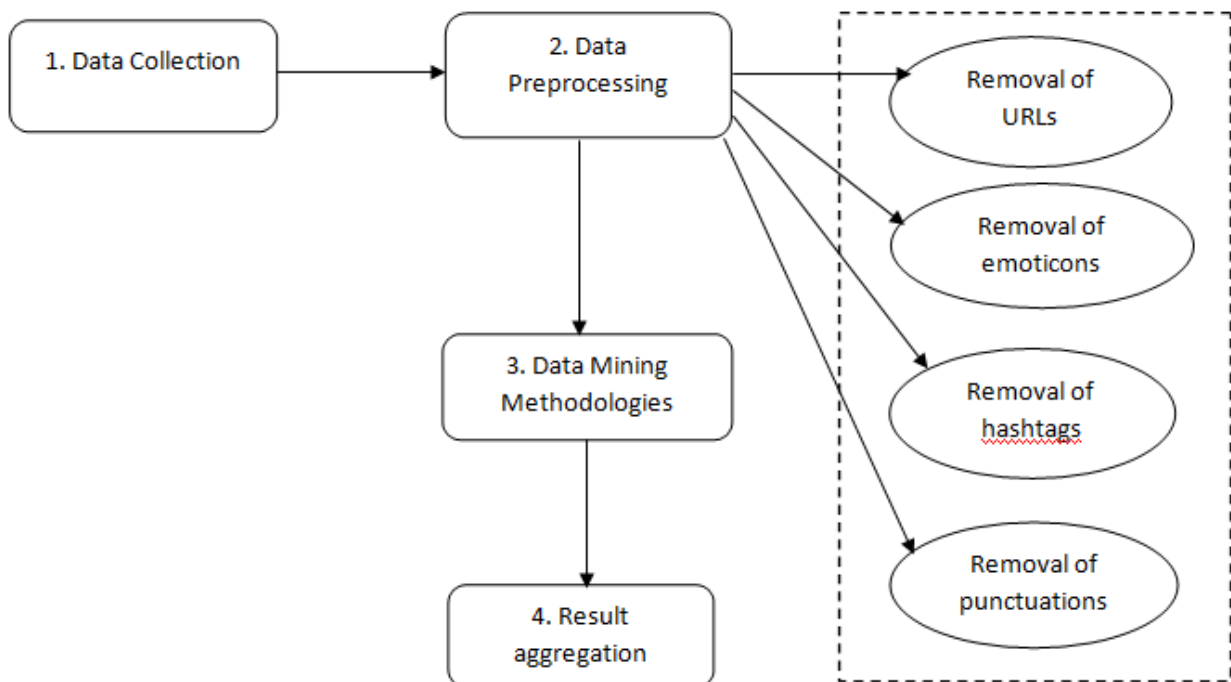 1. Data Collection
2. Data
Preprocessing
Removal of
URLs
Removal of
emoticons
3. Data Mining
Methodologies
Removal of
hashtags
4. Result
aggregation
Removal of
punctuations